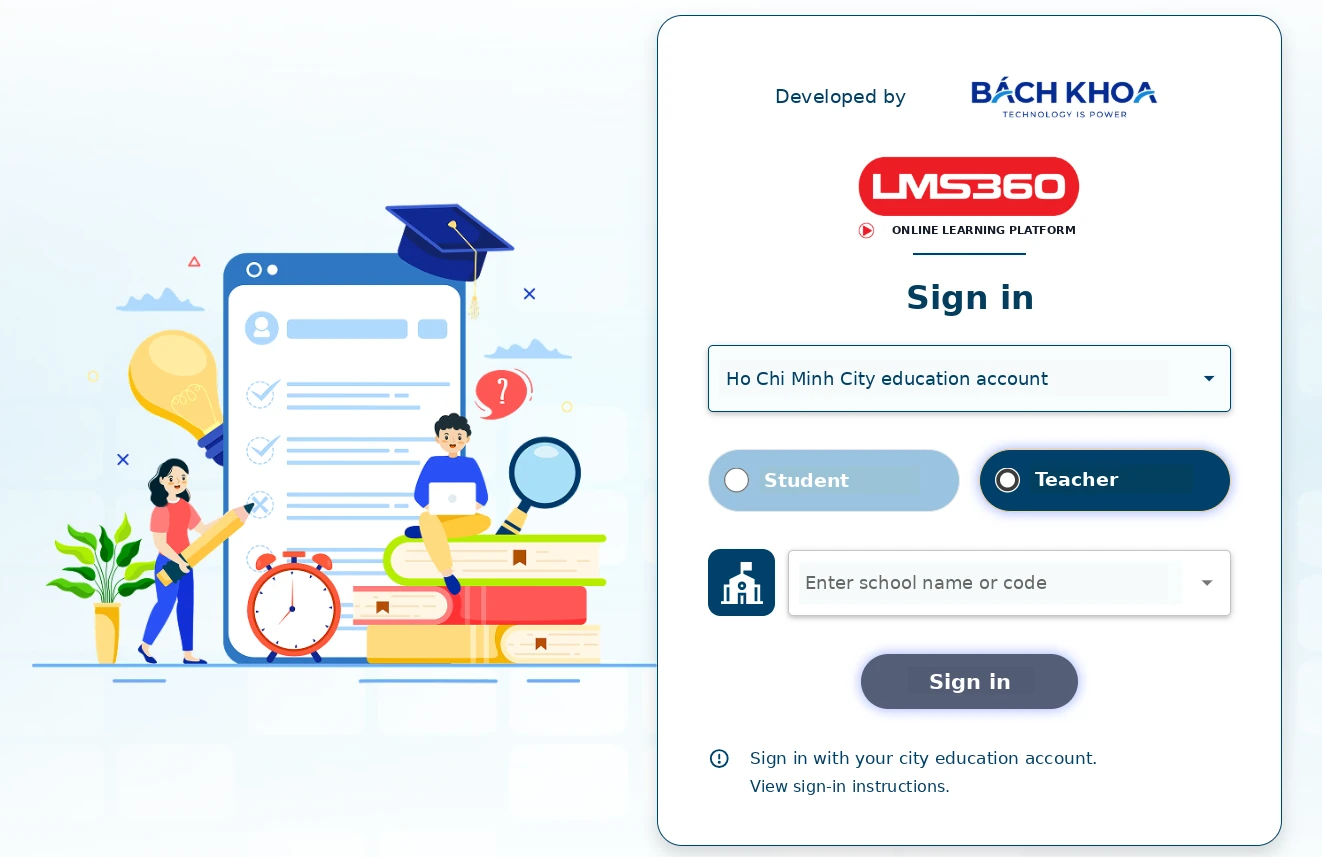 Developed by
BÁCH KHOA
TECHNOLOGY IS POWER
LMS360
ONLINE LEARNING PLATFORM
Sign in
Ho Chi Minh City education account
Student
Teacher
Enter school name or code
Sign in
Sign in with your city education account.
View sign-in instructions.
?